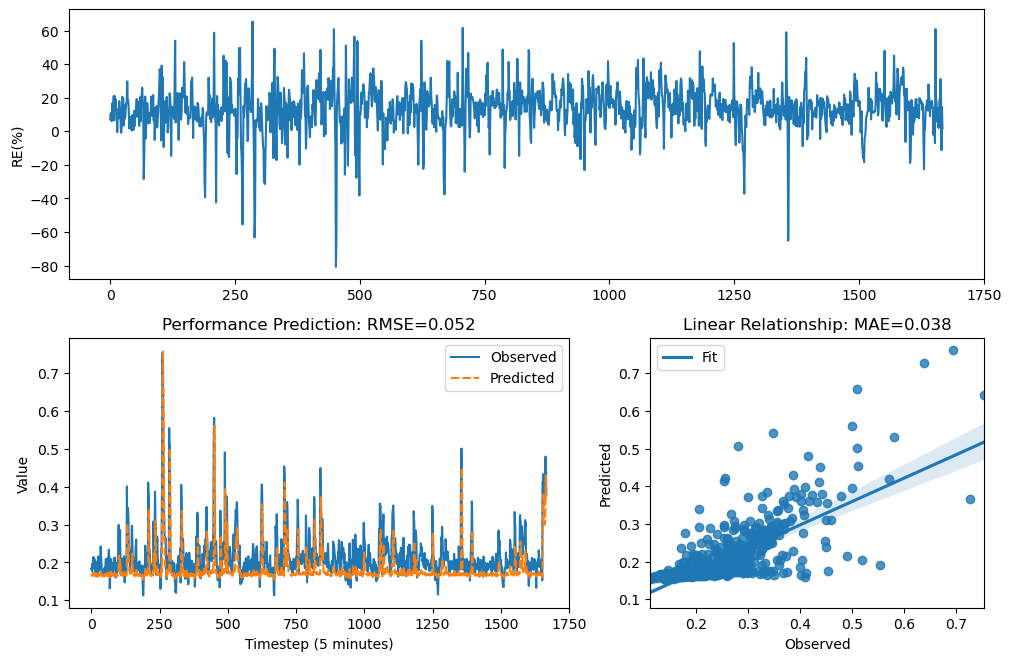 RE(%)
60
40
20
0
−20
−40
−60
−80
0 250 500 750 1000 1250 1500 1750
Performance Prediction: RMSE=0.052
Value
0.7
0.6
0.5
0.4
0.3
0.2
0.1
Observed
Predicted
0 250 500 750 1000 1250 1500 1750
Timestep (5 minutes)
Linear Relationship: MAE=0.038
Predicted
0.7
0.6
0.5
0.4
0.3
0.2
0.1
Fit
0.2 0.3 0.4 0.5 0.6 0.7
Observed